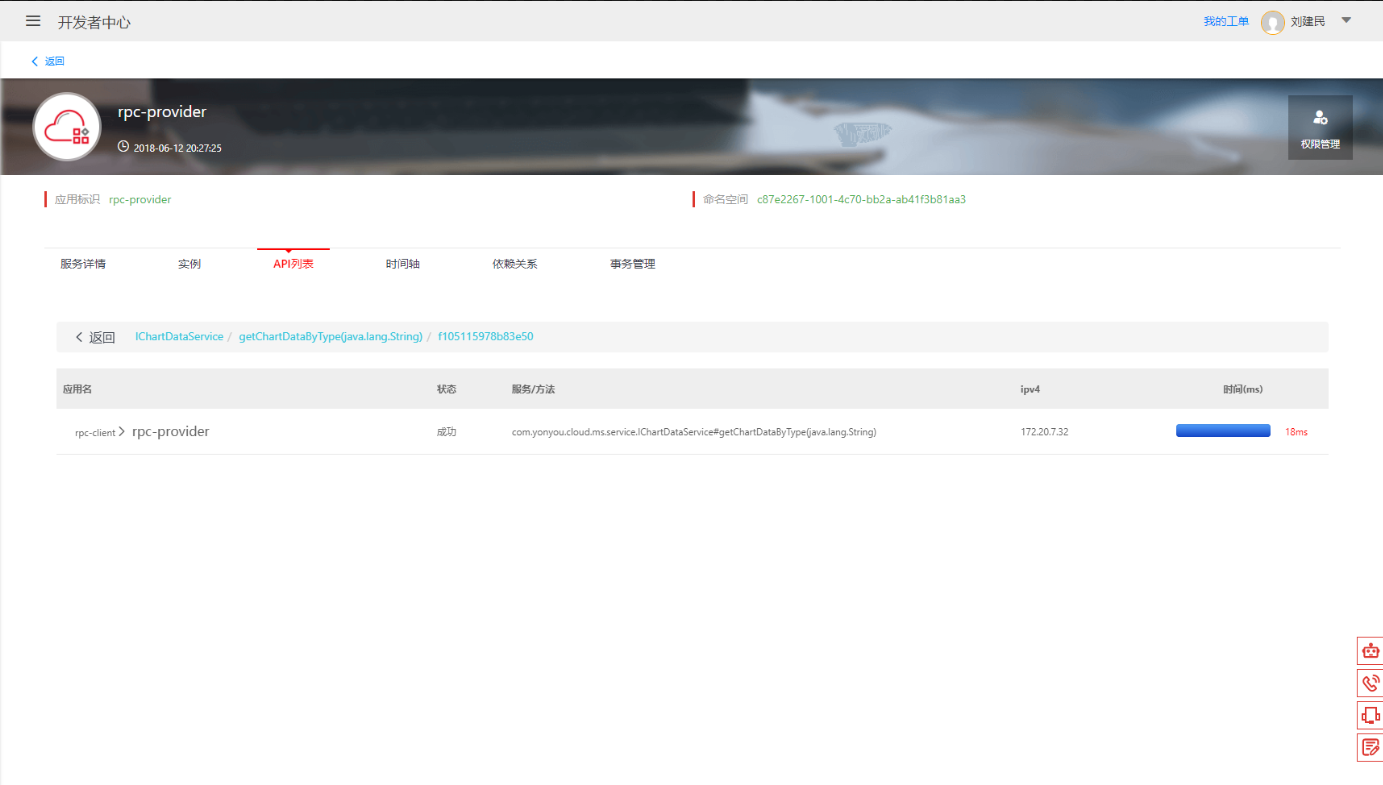 开发者中心
我的工单 刘建民
返回
rpc-provider
2018-06-12 20:27:25
权限管理
应用标识 rpc-provider
命名空间 c87e2267-1001-4c70-bb2a-ab41f3b81aa3
服务详情 实例 API列表 时间轴 依赖关系 事务管理
返回 IChartDataService / getChartDataByType(java.lang.String) / f105115978b83e50
应用名 状态 服务/方法 ipv4 时间(ms)
rpc-client > rpc-provider 成功 com.yonyou.cloud.ms.service.IChartDataService#getChartDataByType(java.lang.String) 172.20.7.32 18ms